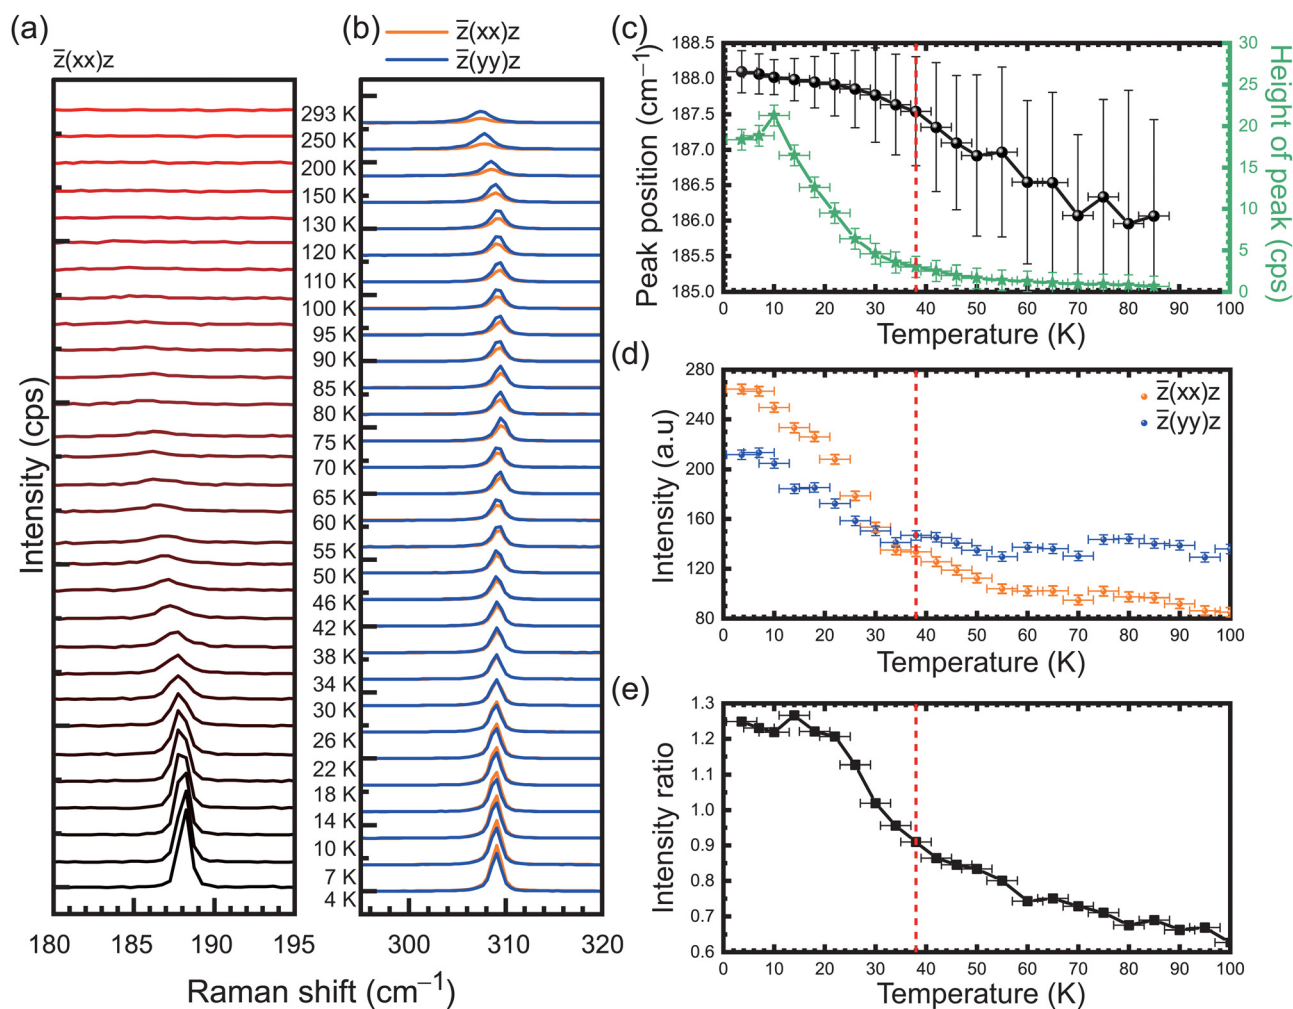 (a)
z̅(xx)z
Intensity (cps)
293 K
250 K
200 K
150 K
130 K
120 K
110 K
100 K
95 K
90 K
85 K
80 K
75 K
70 K
65 K
60 K
55 K
50 K
46 K
42 K
38 K
34 K
30 K
26 K
22 K
18 K
14 K
10 K
7 K
4 K
180 185 190 195
(b)
z̅(xx)z
z̅(yy)z
300 310 320
Raman shift (cm⁻¹)
(c)
Peak position (cm⁻¹)
188.5
188.0
187.5
187.0
186.5
186.0
185.5
185.0
30
25
20
15
10
5
0
Height of peak (cps)
0 10 20 30 40 50 60 70 80 90 100
Temperature (K)
(d)
Intensity (a.u)
280
240
200
160
120
80
z̅(xx)z
z̅(yy)z
0 10 20 30 40 50 60 70 80 90 100
Temperature (K)
(e)
Intensity ratio
1.3
1.2
1.1
1.0
0.9
0.8
0.7
0.6
0 10 20 30 40 50 60 70 80 90 100
Temperature (K)